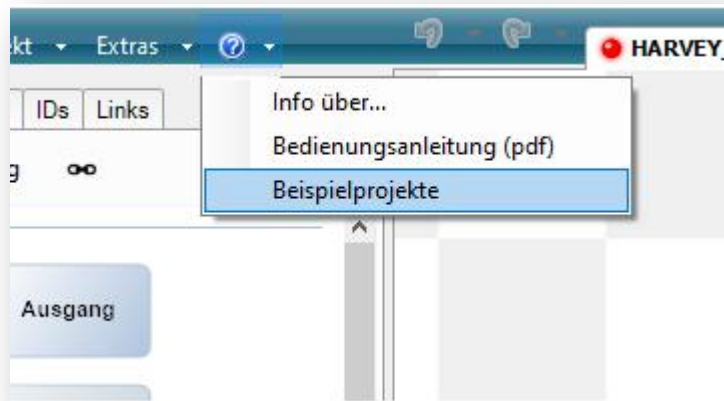 kt Extras
HARVEY_
IDs Links
g
Info über...
Bedienungsanleitung (pdf)
Beispielprojekte
Ausgang